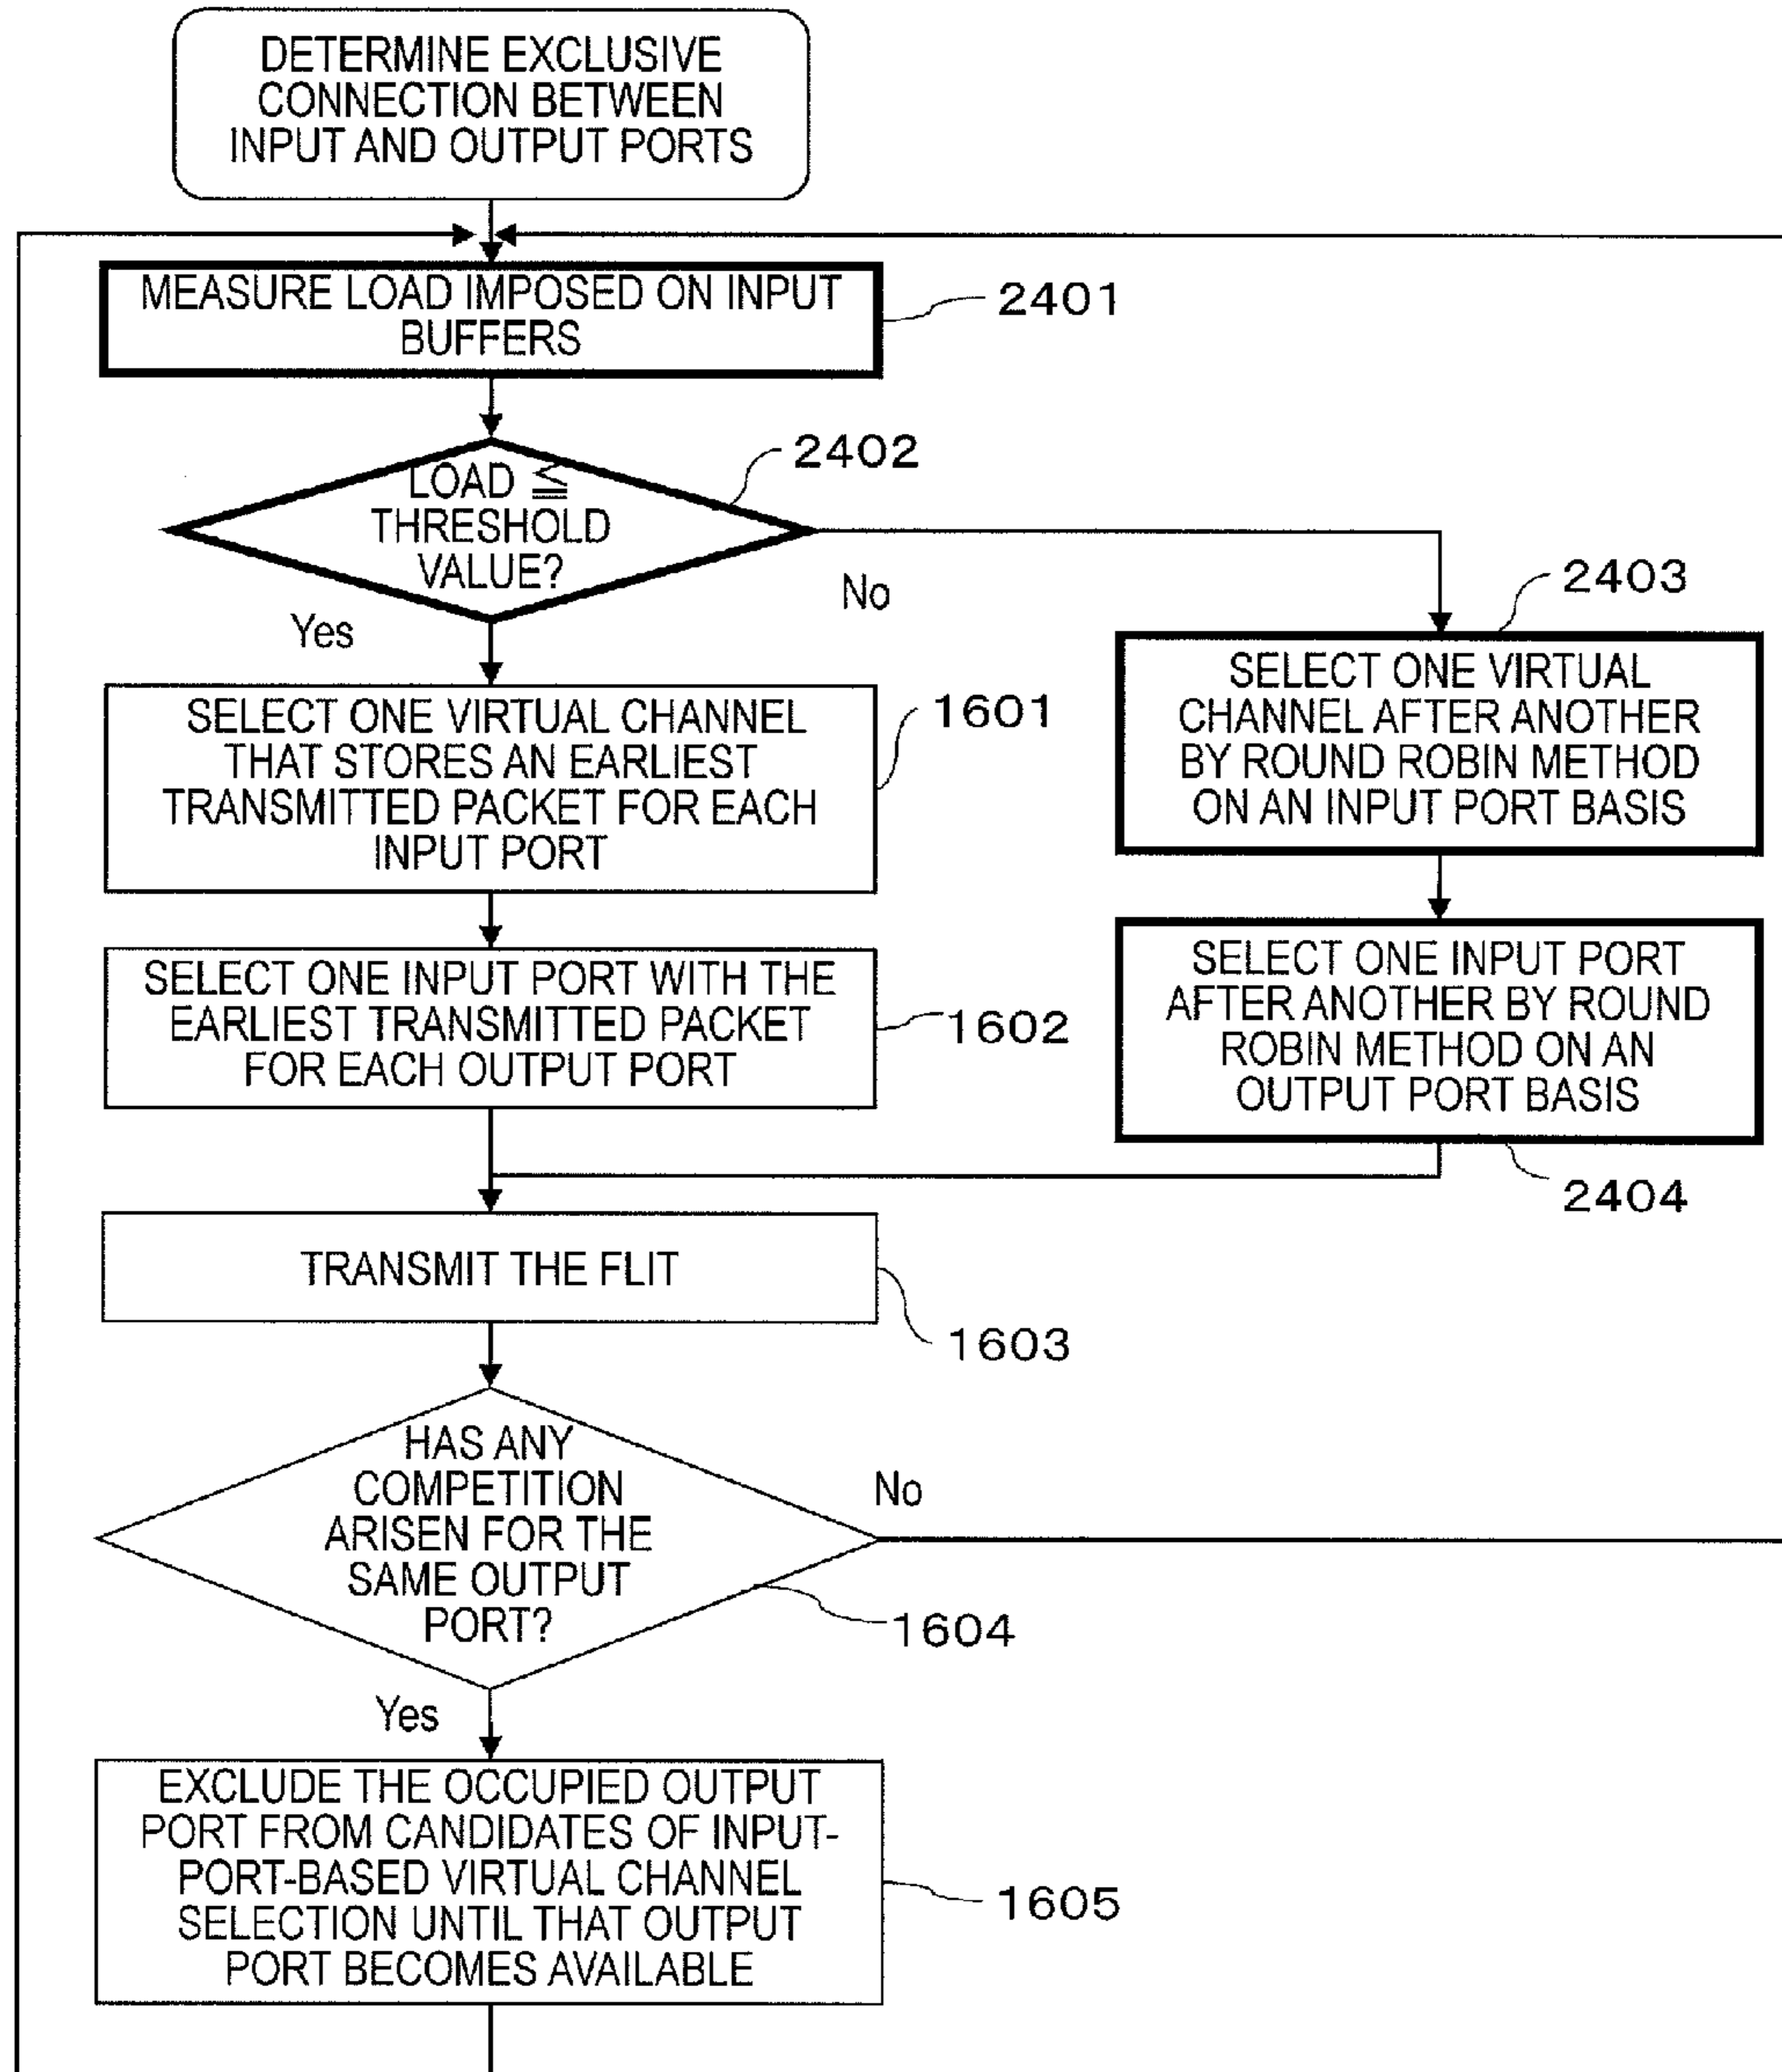 DETERMINE EXCLUSIVE
CONNECTION BETWEEN
INPUT AND OUTPUT PORTS
MEASURE LOAD IMPOSED ON INPUT
BUFFERS
2401
LOAD ≦
THRESHOLD
VALUE?
2402
Yes
No
SELECT ONE VIRTUAL CHANNEL
THAT STORES AN EARLIEST
TRANSMITTED PACKET FOR EACH
INPUT PORT
1601
2403
SELECT ONE VIRTUAL
CHANNEL AFTER ANOTHER
BY ROUND ROBIN METHOD
ON AN INPUT PORT BASIS
SELECT ONE INPUT PORT WITH THE
EARLIEST TRANSMITTED PACKET
FOR EACH OUTPUT PORT
1602
SELECT ONE INPUT PORT
AFTER ANOTHER BY ROUND
ROBIN METHOD ON AN
OUTPUT PORT BASIS
2404
TRANSMIT THE FLIT
1603
HAS ANY
COMPETITION
ARISEN FOR THE
SAME OUTPUT
PORT?
No
1604
Yes
EXCLUDE THE OCCUPIED OUTPUT
PORT FROM CANDIDATES OF INPUT-
PORT-BASED VIRTUAL CHANNEL
SELECTION UNTIL THAT OUTPUT
PORT BECOMES AVAILABLE
1605